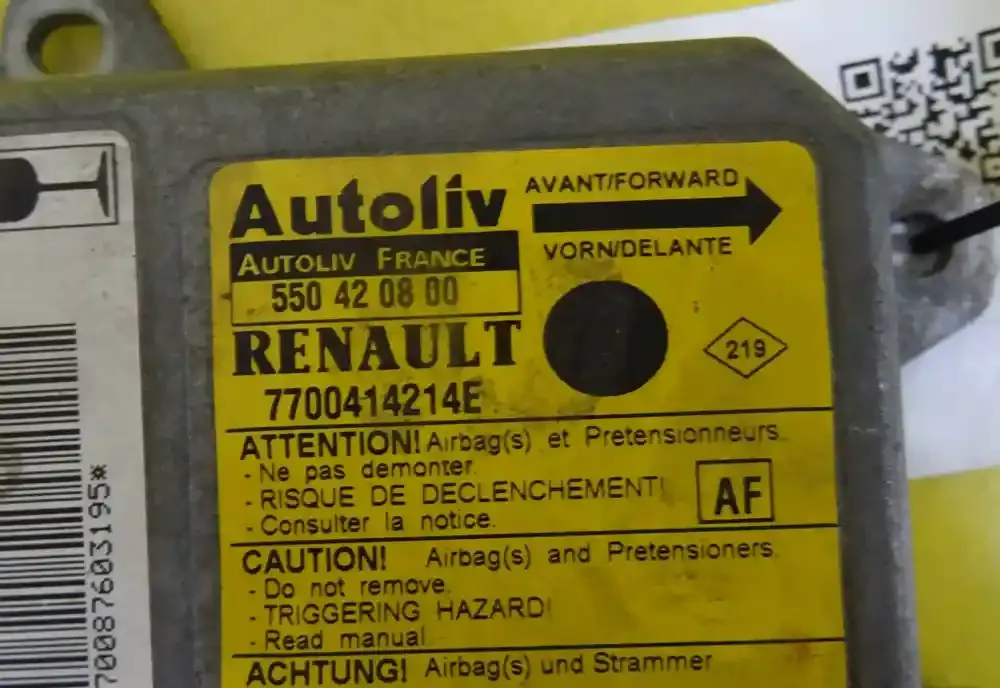 Autoliv
AVANT/FORWARD
VORN/DELANTE
AUTOLIV FRANCE
550 42 08 00
RENAULT
7700414214E
219
ATTENTION! Airbag(s) et Pretensionneurs.
- Ne pas demonter.
- RISQUE DE DECLENCHEMENT!
- Consulter la notice.
AF
CAUTION! Airbag(s) and Pretensioners.
- Do not remove.
- TRIGGERING HAZARD!
- Read manual
ACHTUNG! Airbag(s) und Strammer
70087603195*